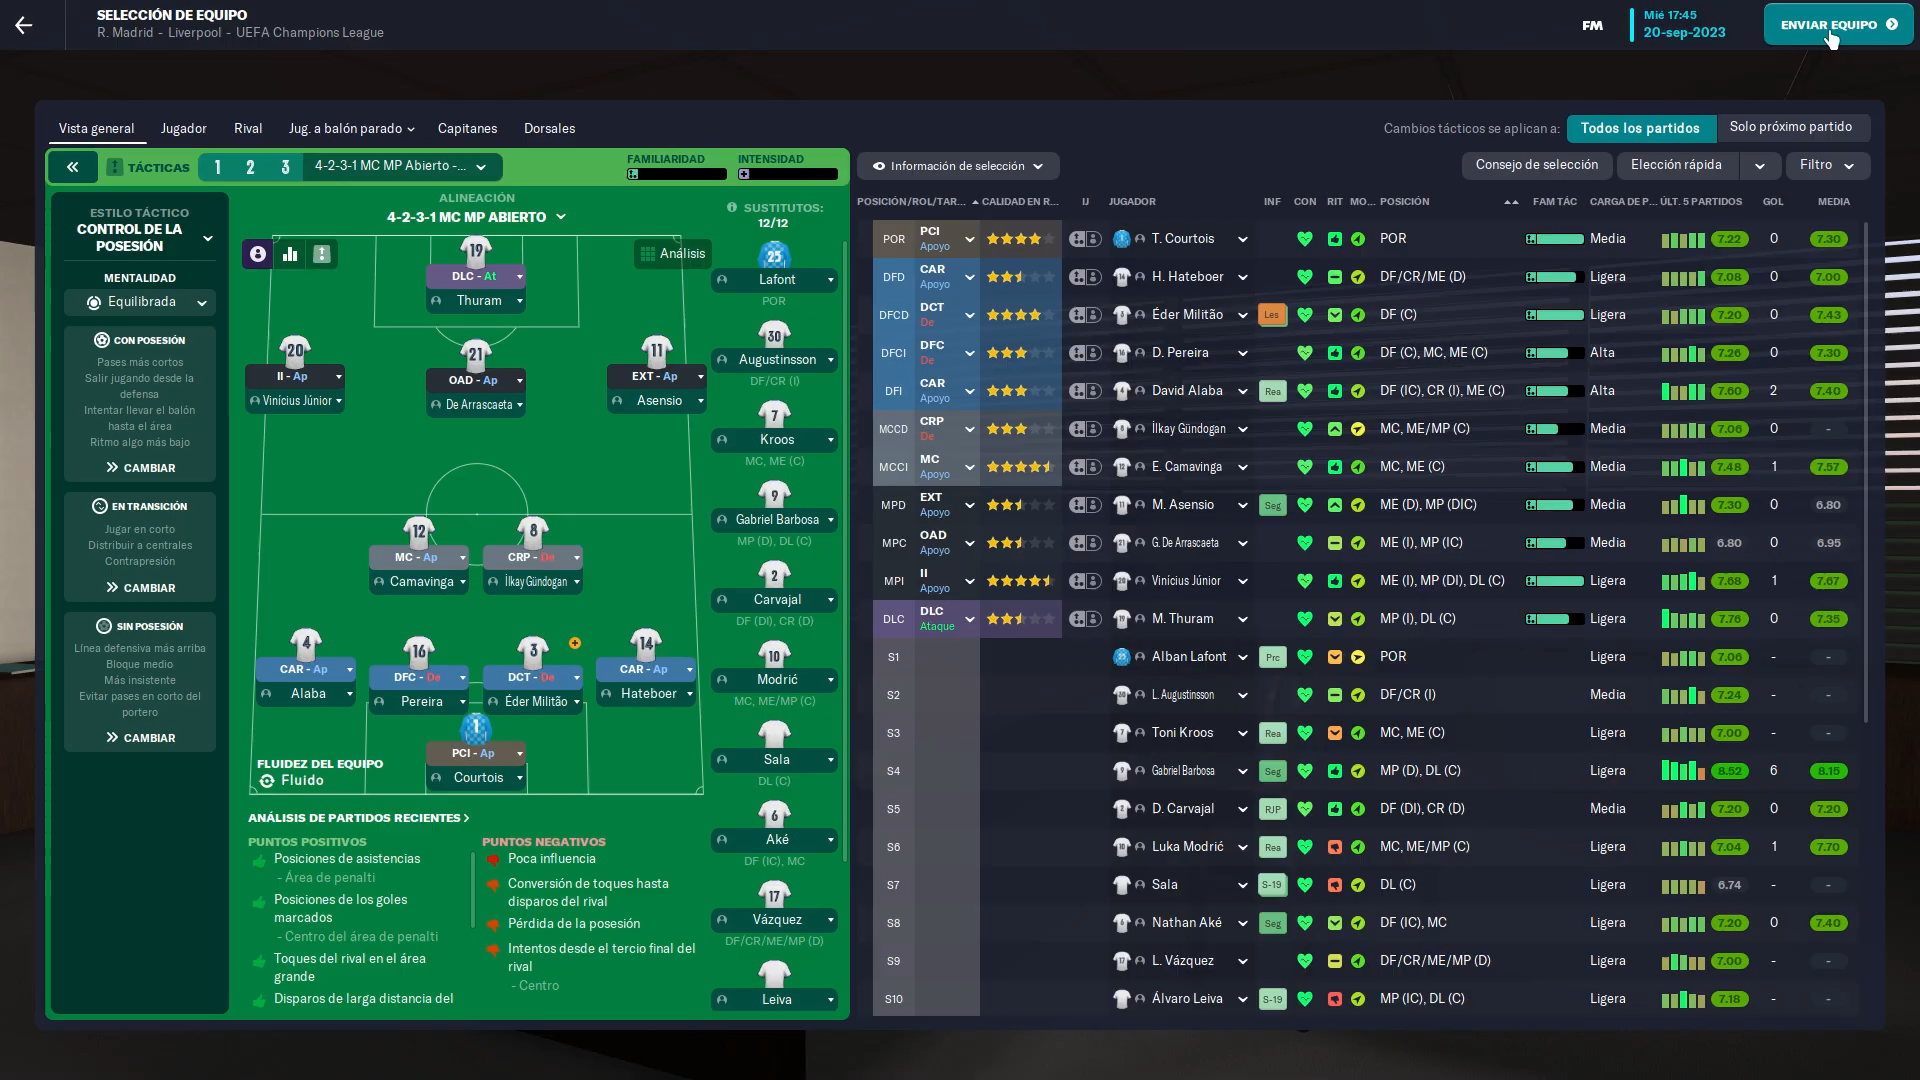 SELECCIÓN DE EQUIPO
R. Madrid - Liverpool - UEFA Champions League
FM
Mié 17:45
20-sep-2023
ENVIAR EQUIPO
Vista general
Jugador
Rival
Jug. a balón parado
Capitanes
Dorsales
Cambios tácticos se aplican a:
Todos los partidos
Solo próximo partido
TÁCTICAS
1 2 3
4-2-3-1 MC MP Abierto -...
FAMILIARIDAD
INTENSIDAD
Información de selección
Consejo de selección
Elección rápida
Filtro
ESTILO TÁCTICO
CONTROL DE LA
POSESIÓN
MENTALIDAD
Equilibrada
CON POSESIÓN
Pases más cortos
Salir jugando desde la
defensa
Intentar llevar el balón
hasta el área
Ritmo algo más bajo
CAMBIAR
EN TRANSICIÓN
Jugar en corto
Distribuir a centrales
Contrapresión
CAMBIAR
SIN POSESIÓN
Línea defensiva más arriba
Bloque medio
Más insistente
Evitar pases en corto del
portero
CAMBIAR
ALINEACIÓN
4-2-3-1 MC MP ABIERTO
Análisis
19
DLC - At
Thuram
20
II - Ap
Vinícius Júnior
21
OAD - Ap
De Arrascaeta
11
EXT - Ap
Asensio
12
MC - Ap
Camavinga
8
CRP - De
İlkay Gündogan
4
CAR - Ap
Alaba
16
DFC - De
Pereira
3
DCT - De
Éder Militão
14
CAR - Ap
Hateboer
1
PCI - Ap
Courtois
FLUIDEZ DEL EQUIPO
Fluido
SUSTITUTOS:
12/12
25
Lafont
POR
30
Augustinsson
DF/CR (I)
7
Kroos
MC, ME (C)
9
Gabriel Barbosa
MP (D), DL (C)
2
Carvajal
DF (DI), CR (D)
10
Modrić
MC, ME/MP (C)
Sala
DL (C)
6
Aké
DF (IC), MC
17
Vázquez
DF/CR/ME/MP (D)
Leiva
ANÁLISIS DE PARTIDOS RECIENTES
PUNTOS POSITIVOS
Posiciones de asistencias
- Área de penalti
Posiciones de los goles
marcados
- Centro del área de penalti
Toques del rival en el área
grande
Disparos de larga distancia del
PUNTOS NEGATIVOS
Poca influencia
Conversión de toques hasta
disparos del rival
Pérdida de la posesión
Intentos desde el tercio final del
rival
- Centro
POSICIÓN/ROL/TAR... CALIDAD EN R... IJ JUGADOR INF CON RIT MO... POSICIÓN FAM TÁC CARGA DE P... ÚLT. 5 PARTIDOS GOL MEDIA
POR PCI Apoyo T. Courtois POR Media 7.22 0 7.30
DFD CAR Apoyo H. Hateboer DF/CR/ME (D) Ligera 7.08 0 7.00
DFCD DCT De Éder Militão Les DF (C) Ligera 7.20 0 7.43
DFCI DFC De D. Pereira DF (C), MC, ME (C) Alta 7.26 0 7.30
DFI CAR Apoyo David Alaba Rea DF (IC), CR (I), ME (C) Alta 7.60 2 7.40
MCCD CRP De İlkay Gündogan MC, ME/MP (C) Media 7.06 0 -
MCCI MC Apoyo E. Camavinga MC, ME (C) Media 7.48 1 7.57
MPD EXT Apoyo M. Asensio Seg ME (D), MP (DIC) Ligera 7.30 0 6.80
MPC OAD Apoyo G. De Arrascaeta ME (I), MP (IC) Media 6.80 0 6.95
MPI II Apoyo Vinícius Júnior ME (I), MP (DI), DL (C) Ligera 7.68 1 7.67
DLC DLC Ataque M. Thuram MP (I), DL (C) Ligera 7.76 0 7.35
S1 Alban Lafont Prc POR Ligera 7.06 - -
S2 L. Augustinsson DF/CR (I) Media 7.24 - -
S3 Toni Kroos Rea MC, ME (C) Ligera 7.00 - -
S4 Gabriel Barbosa Seg MP (D), DL (C) Ligera 8.52 6 8.15
S5 D. Carvajal RJP DF (DI), CR (D) Media 7.20 0 7.20
S6 Luka Modrić Rea MC, ME/MP (C) Ligera 7.04 1 7.70
S7 Sala S-19 DL (C) Ligera 6.74 - -
S8 Nathan Aké Seg DF (IC), MC Ligera 7.20 0 7.40
S9 L. Vázquez DF/CR/ME/MP (D) Ligera 7.00 - -
S10 Álvaro Leiva S-19 MP (IC), DL (C) Ligera 7.18 - -